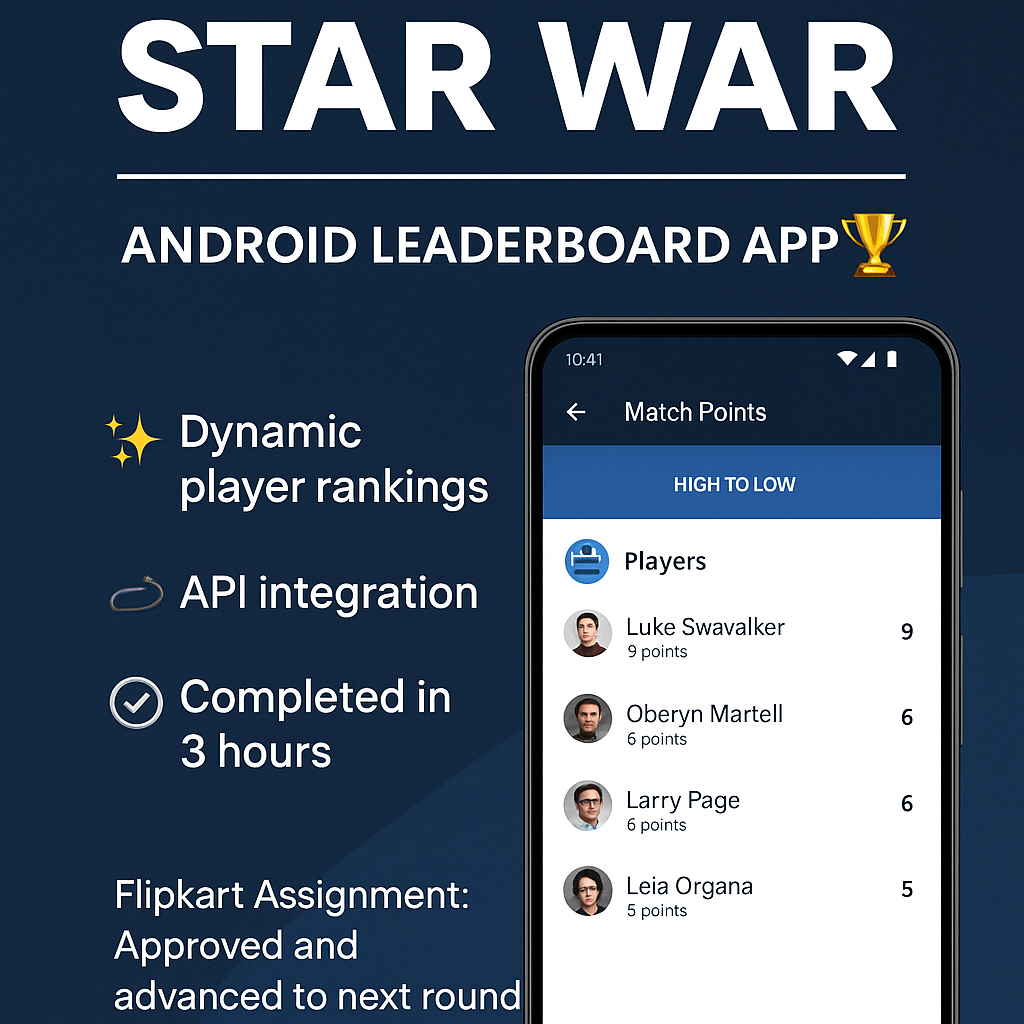 STAR WAR
ANDROID LEADERBOARD APP
Dynamic
player rankings
API integration
Completed in
3 hours
Flipkart Assignment:
Approved and
advanced to next round
10:41
Match Points
HIGH TO LOW
Players
Luke Swavalker
9 points
9
Oberyn Martell
6 points
6
Larry Page
6 points
6
Leia Organa
5 points
5